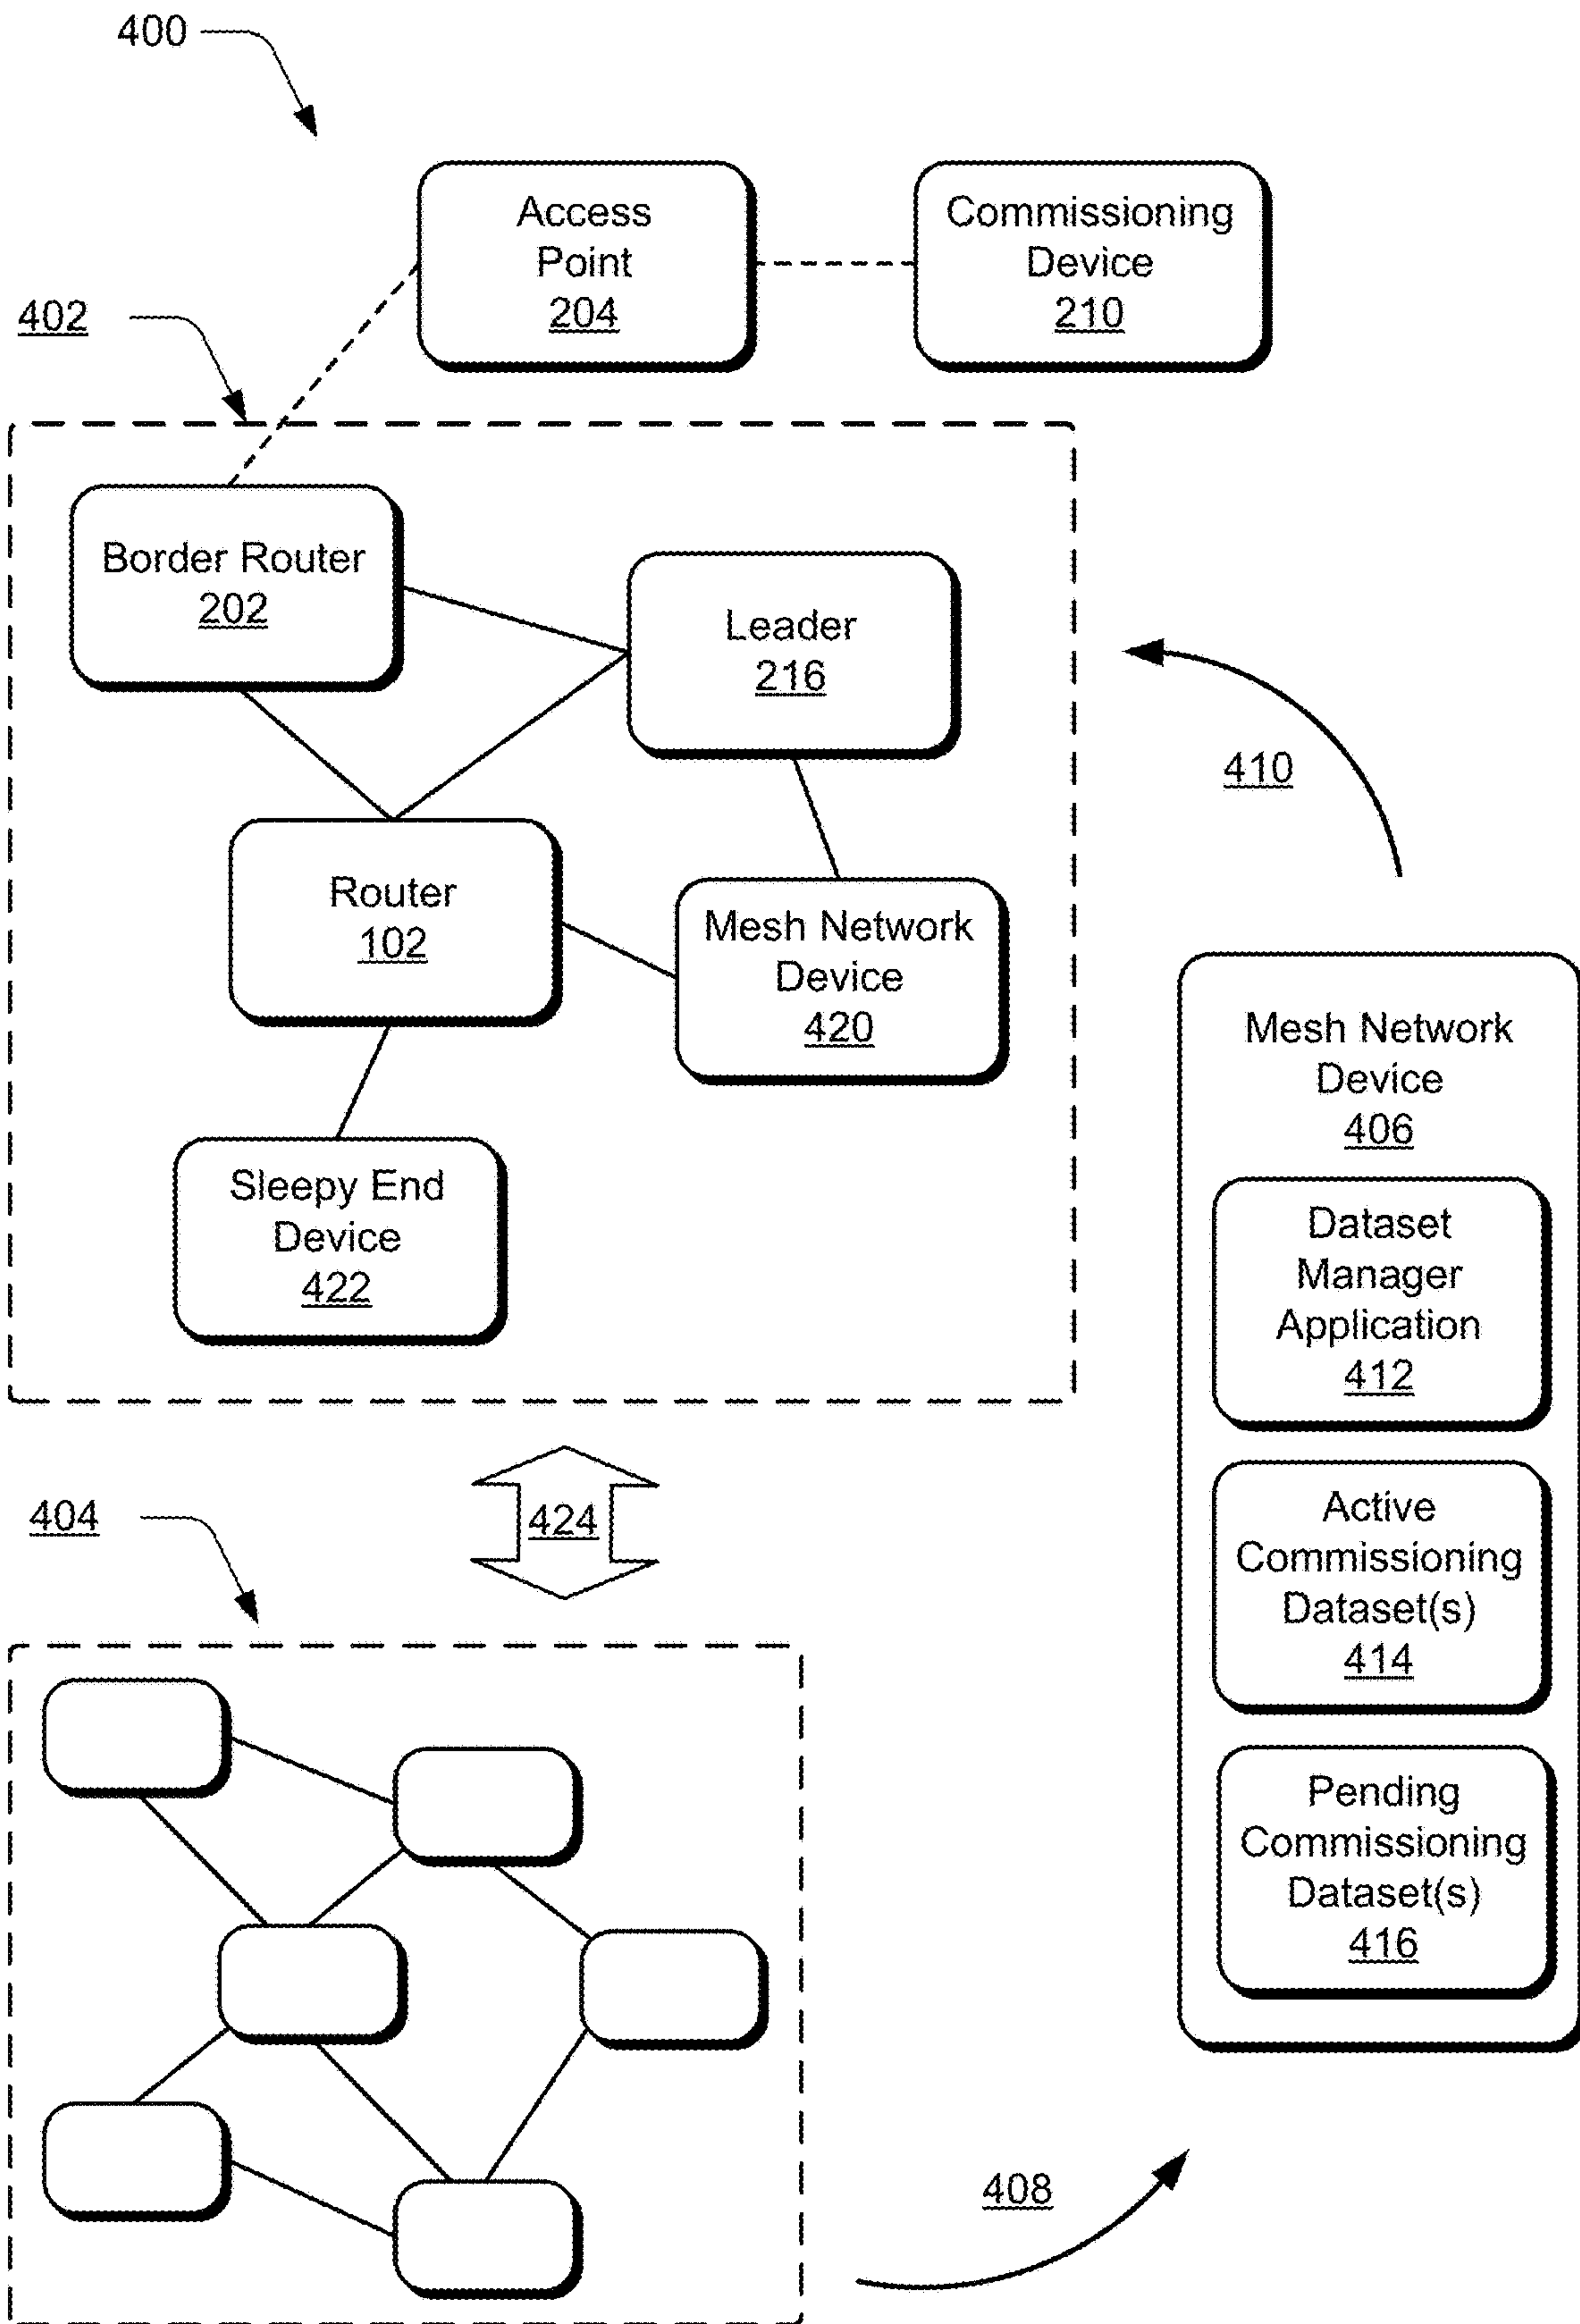 400
Access
Point
204
Commissioning
Device
210
402
Border Router
202
Leader
216
410
Router
102
Mesh Network
Device
420
Sleepy End
Device
422
Mesh Network
Device
406
Dataset
Manager
Application
412
Active
Commissioning
Dataset(s)
414
Pending
Commissioning
Dataset(s)
416
424
404
408